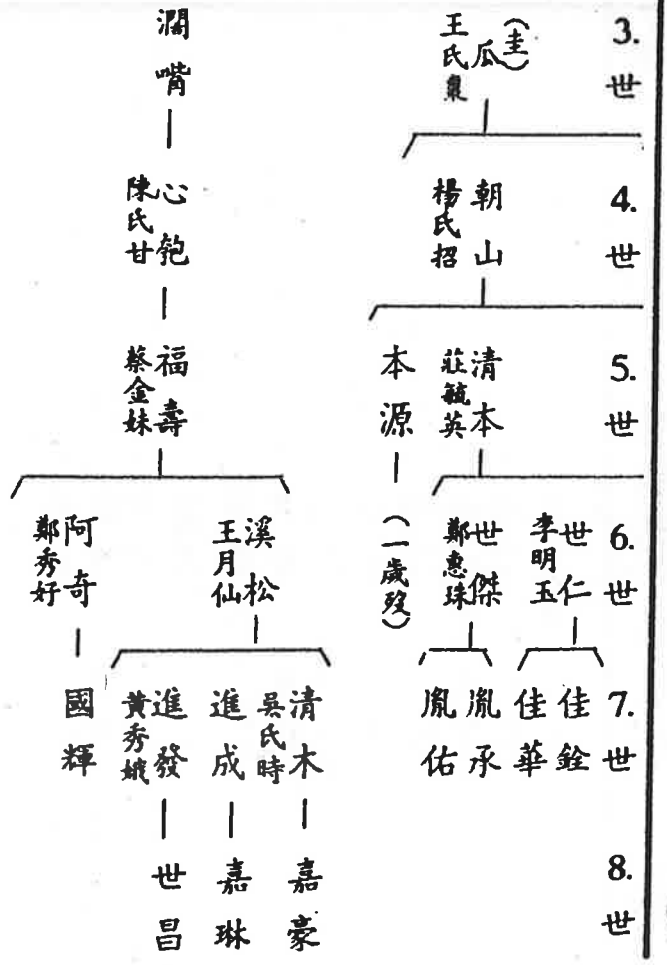 3.世
瓜(圭)
王氏粿
瀾嘴
4.世
朝山
楊氏招
心匏
陳氏甘
5.世
清本
莊毓英
本源
福壽
蔡金妹
6.世
世仁
李明玉
世傑
鄭惠珠
(一歲歿)
溪松
王月仙
阿奇
鄭秀好
7.世
佳銓
佳華
胤承
胤佑
清木
吳氏時
進成
進發
黃秀娥
國輝
8.世
嘉豪
嘉琳
世昌